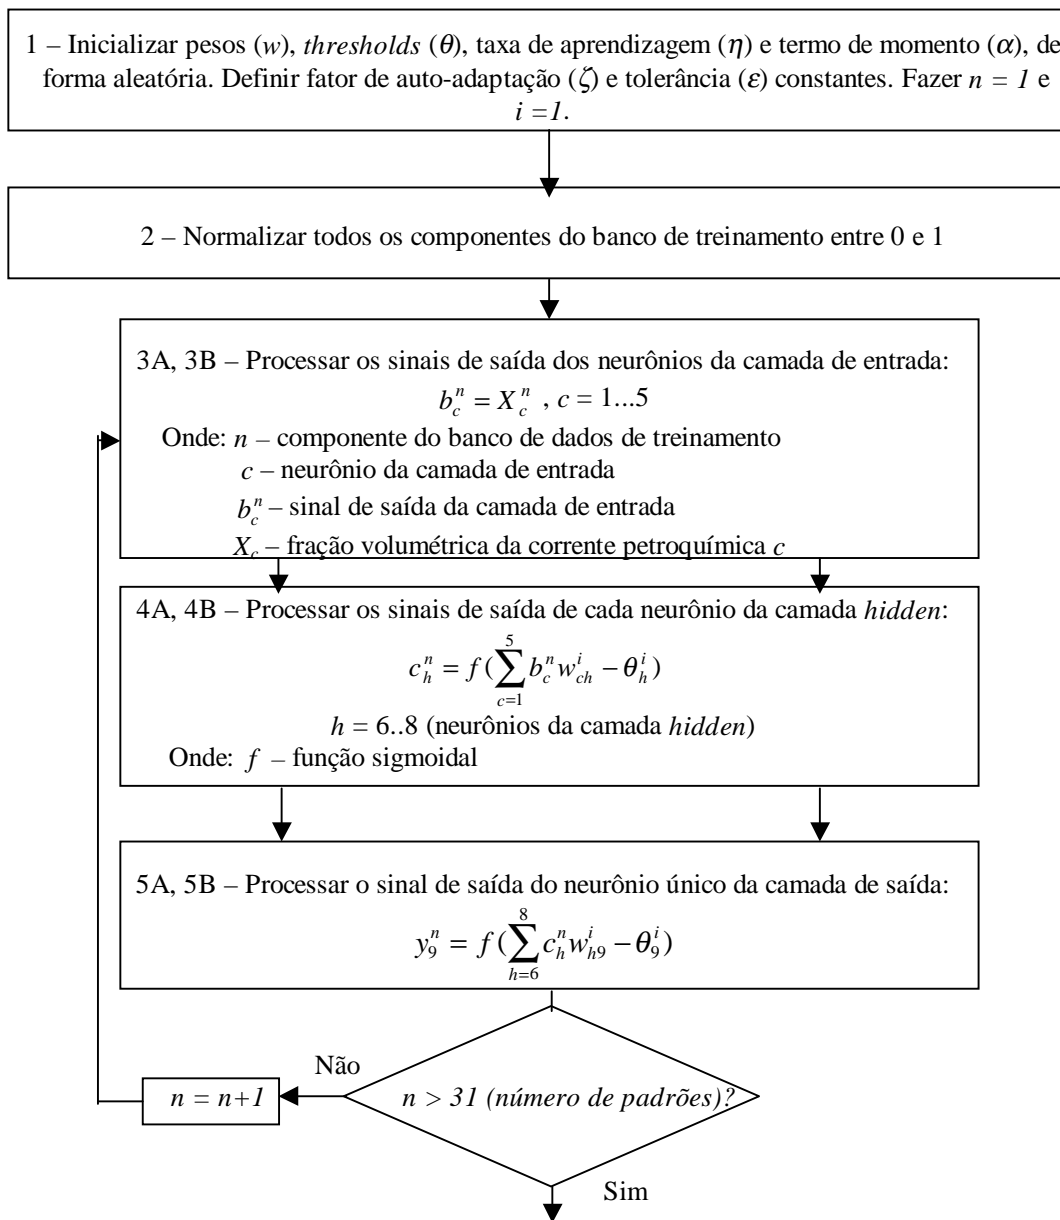 1 – Inicializar pesos (w), thresholds (θ), taxa de aprendizagem (η) e termo de momento (α), de
forma aleatória. Definir fator de auto-adaptação (ζ) e tolerância (ε) constantes. Fazer n = 1 e
i =1.
2 – Normalizar todos os componentes do banco de treinamento entre 0 e 1
3A, 3B – Processar os sinais de saída dos neurônios da camada de entrada:
b_c^n = X_c^n , c = 1...5
Onde: n – componente do banco de dados de treinamento
c – neurônio da camada de entrada
b_c^n – sinal de saída da camada de entrada
X_c – fração volumétrica da corrente petroquímica c
4A, 4B – Processar os sinais de saída de cada neurônio da camada hidden:
c_h^n = f(∑_{c=1}^{5} b_c^n w_{ch}^i − θ_h^i)
h = 6..8 (neurônios da camada hidden)
Onde: f – função sigmoidal
5A, 5B – Processar o sinal de saída do neurônio único da camada de saída:
y_9^n = f(∑_{h=6}^{8} c_h^n w_{h9}^i − θ_9^i)
Não
n = n+1
n > 31 (número de padrões)?
Sim